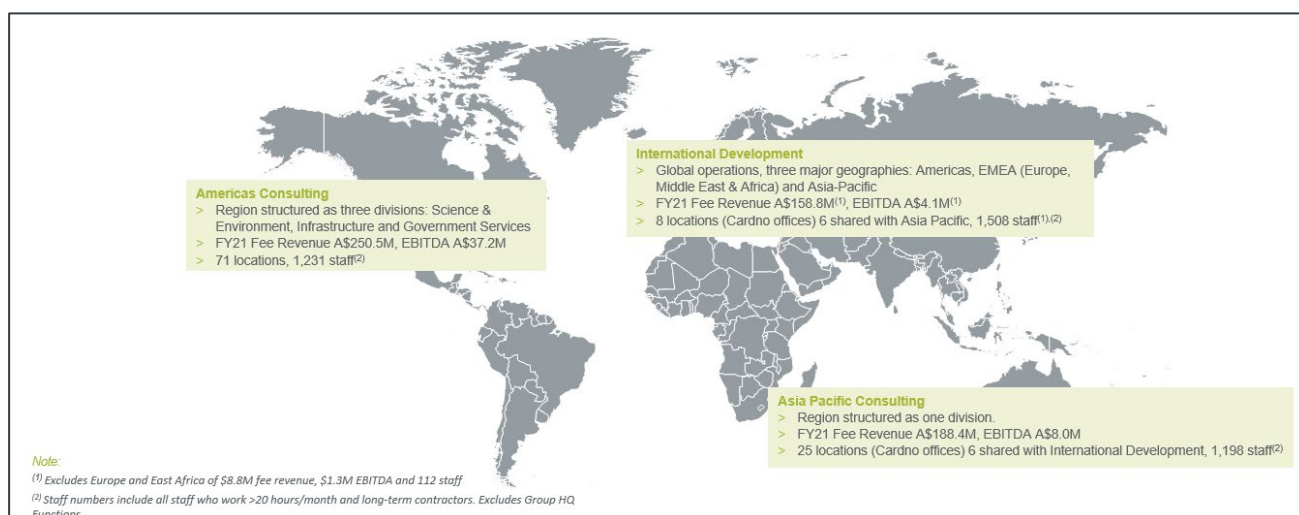 International Development
> Global operations, three major geographies: Americas, EMEA (Europe,
Middle East & Africa) and Asia-Pacific
> FY21 Fee Revenue A$158.8M(1), EBITDA A$4.1M(1)
> 8 locations (Cardno offices) 6 shared with Asia Pacific, 1,508 staff(1),(2)
Americas Consulting
> Region structured as three divisions: Science &
Environment, Infrastructure and Government Services
> FY21 Fee Revenue A$250.5M, EBITDA A$37.2M
> 71 locations, 1,231 staff(2)
Asia Pacific Consulting
> Region structured as one division.
> FY21 Fee Revenue A$188.4M, EBITDA A$8.0M
> 25 locations (Cardno offices) 6 shared with International Development, 1,198 staff(2)
Note:
(1) Excludes Europe and East Africa of $8.8M fee revenue, $1.3M EBITDA and 112 staff
(2) Staff numbers include all staff who work >20 hours/month and long-term contractors. Excludes Group HQ
Functions